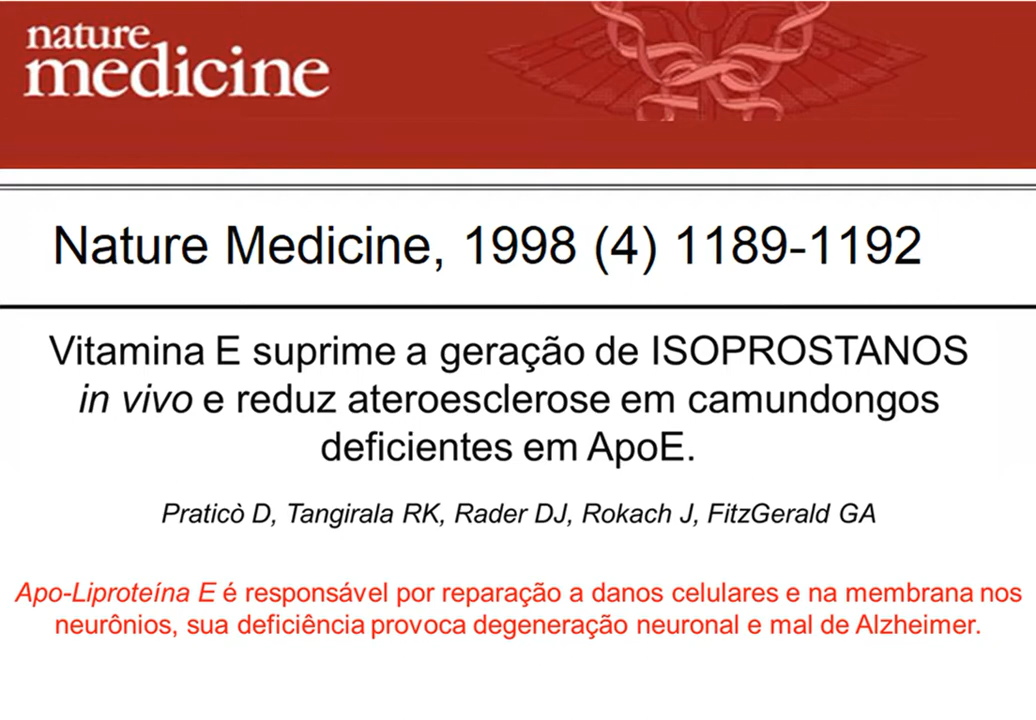 nature
medicine
Nature Medicine, 1998 (4) 1189-1192
Vitamina E suprime a geração de ISOPROSTANOS
in vivo e reduz ateroesclerose em camundongos
deficientes em ApoE.
Praticò D, Tangirala RK, Rader DJ, Rokach J, FitzGerald GA
Apo-Liproteína E é responsável por reparação a danos celulares e na membrana nos
neurônios, sua deficiência provoca degeneração neuronal e mal de Alzheimer.